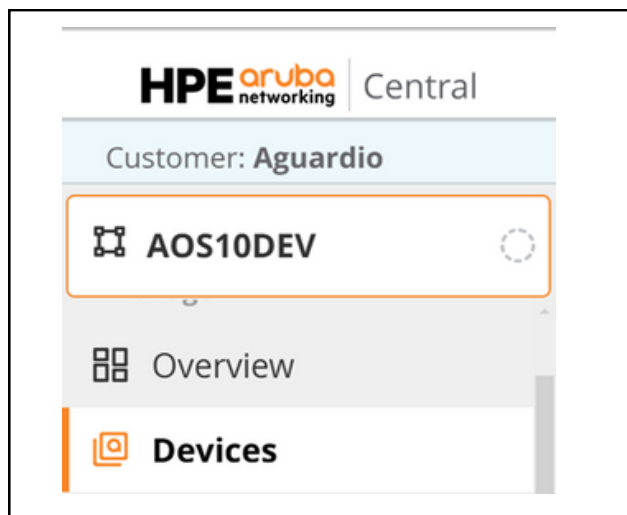 HPE aruba networking Central
Customer: Aguardio
AOS10DEV
Overview
Devices